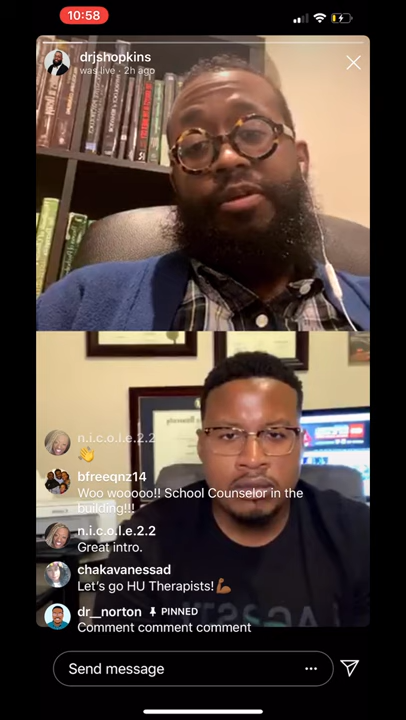 10:58
drjshopkins
was live · 2h ago
n.i.c.o.l.e.2.2
👋
bfreeqnz14
Woo wooooo!! School Counselor in the
building!!!
n.i.c.o.l.e.2.2
Great intro.
chakavanessad
Let's go HU Therapists!💪🏾
dr__norton PINNED
Comment comment comment
Send message